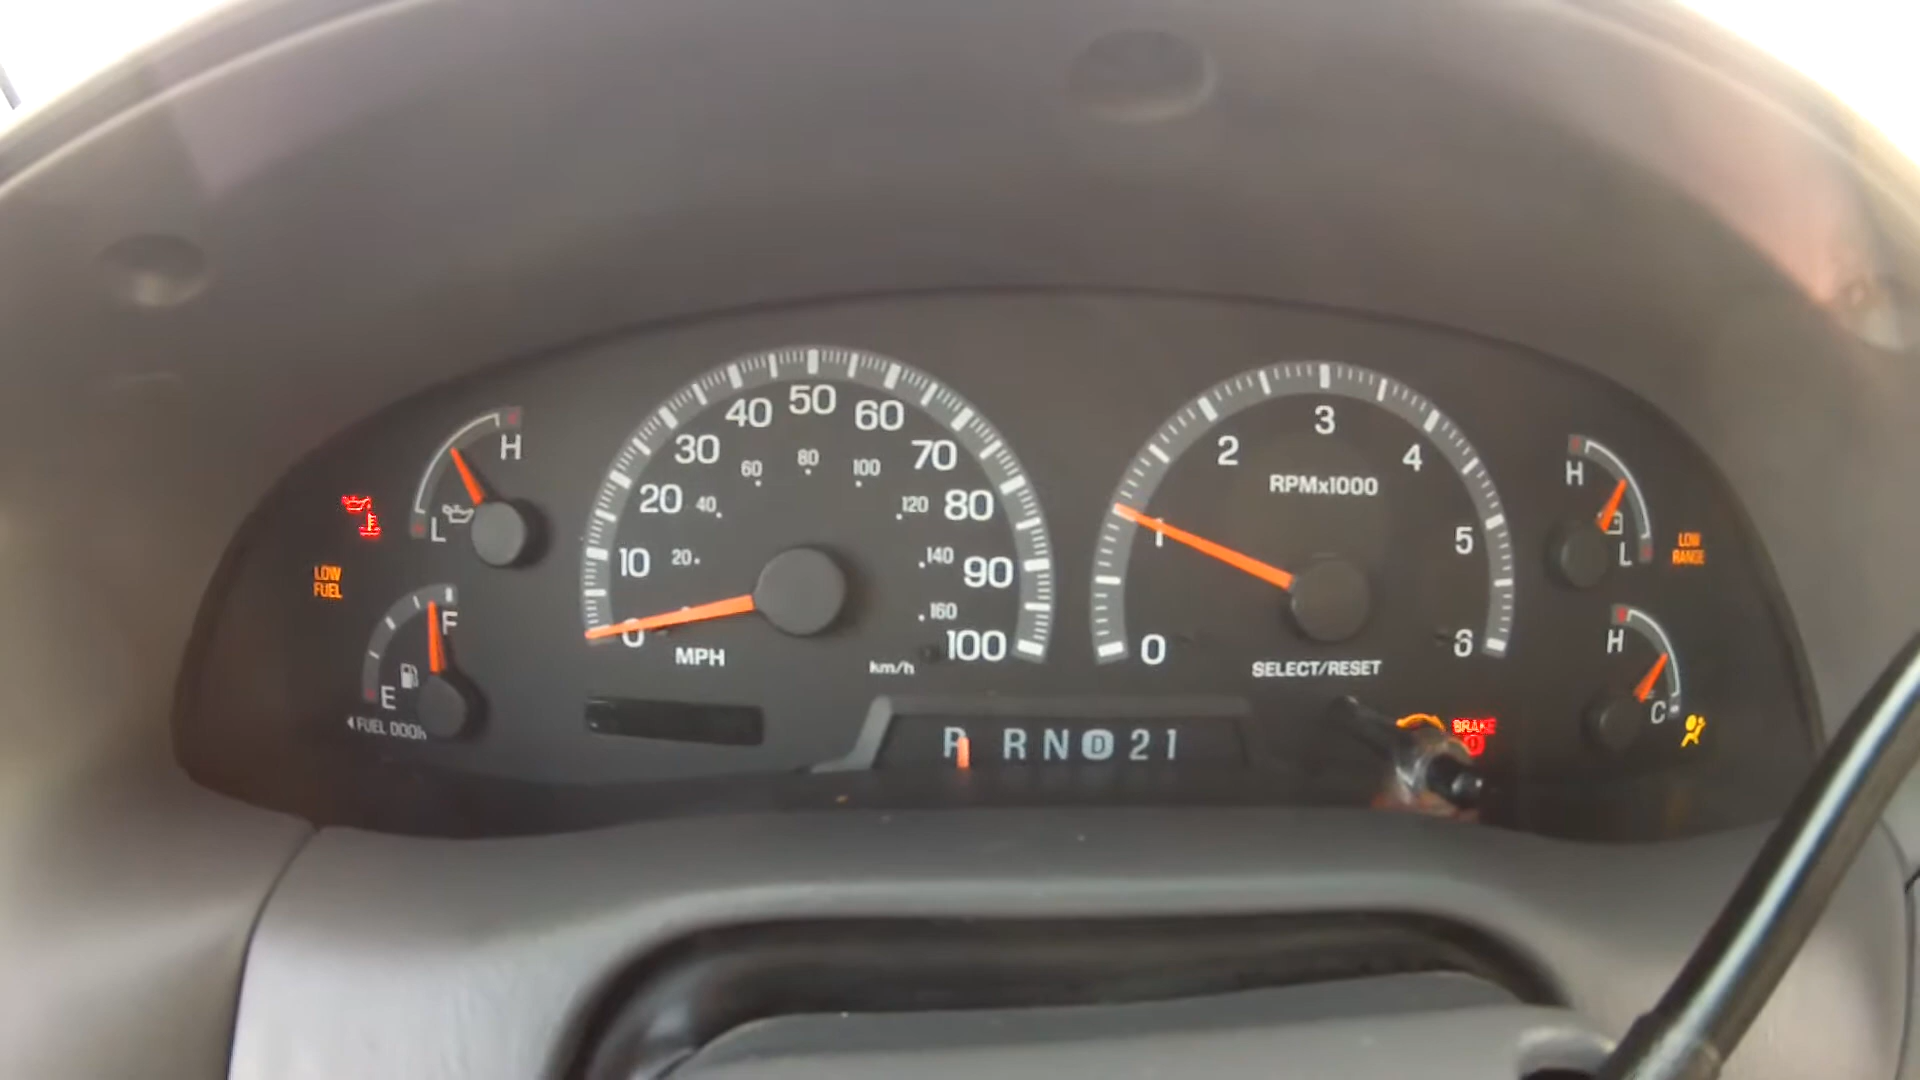 H
L
LOW
FUEL
F
E
FUEL DOOR
0
10
20
30
40
50
60
70
80
90
100
20
40
60
80
100
120
140
160
MPH
km/h
0
1
2
3
4
5
6
RPMx1000
SELECT/RESET
P R N D 2 1
BRAKE
H
L
LOW
RANGE
H
C